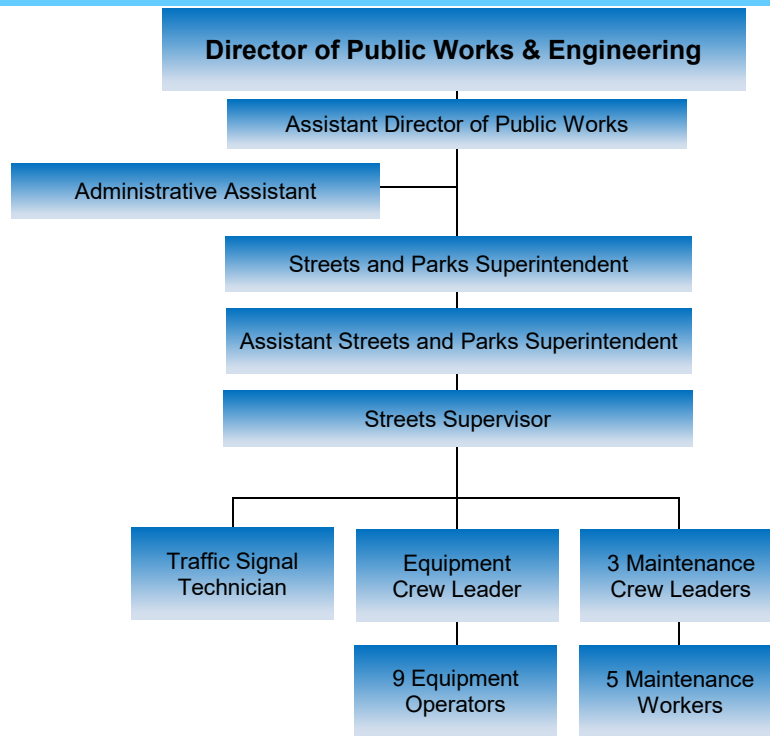 Director of Public Works & Engineering
Assistant Director of Public Works
Administrative Assistant
Streets and Parks Superintendent
Assistant Streets and Parks Superintendent
Streets Supervisor
Traffic Signal
Technician
Equipment
Crew Leader
3 Maintenance
Crew Leaders
9 Equipment
Operators
5 Maintenance
Workers